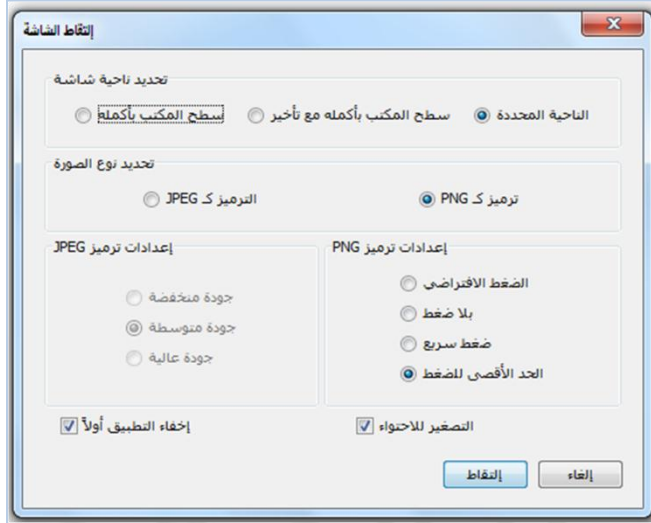 إلتقاط الشاشة
تحديد ناحية شاشة
الناحية المحددة
سطح المكتب بأكمله مع تأخير
سطح المكتب بأكمله
تحديد نوع الصورة
ترميز كـ PNG
الترميز كـ JPEG
إعدادات ترميز PNG
الضغط الافتراضي
بلا ضغط
ضغط سريع
الحد الأقصى للضغط
إعدادات ترميز JPEG
جودة منخفضة
جودة متوسطة
جودة عالية
التصغير للاحتواء
إخفاء التطبيق أولاً
إلغاء
إلتقاط